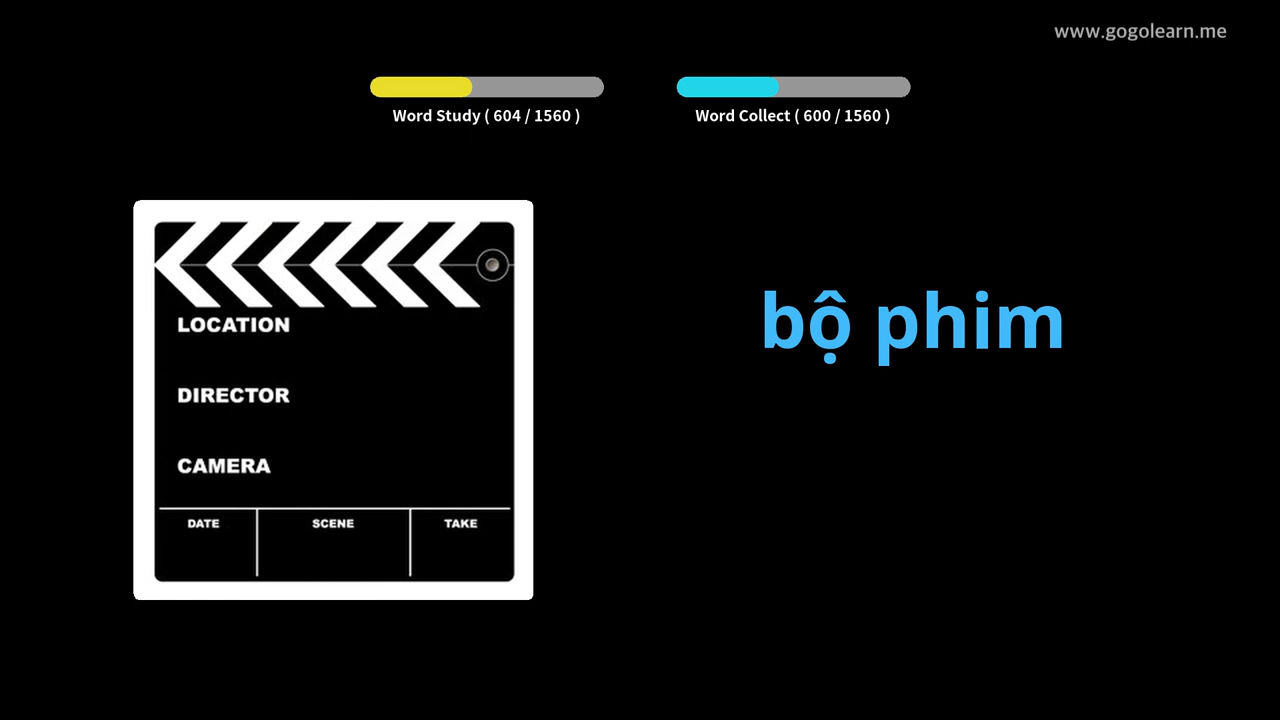 www.gogolearn.me
Word Study ( 604 / 1560 )
Word Collect ( 600 / 1560 )
LOCATION
DIRECTOR
CAMERA
DATE
SCENE
TAKE
bộ phim